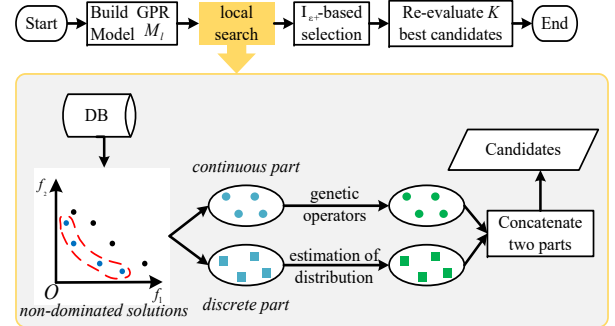 Start
Build GPR
Model M_l
local
search
I_{ε+}-based
selection
Re-evaluate K
best candidates
End
DB
f_2
O
f_1
non-dominated solutions
continuous part
genetic
operators
estimation of
distribution
discrete part
Candidates
Concatenate
two parts